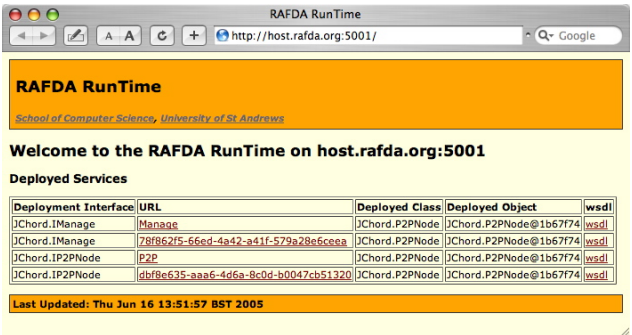 RAFDA RunTime
A A http://host.rafda.org:5001/ Google
RAFDA RunTime
School of Computer Science, University of St Andrews
Welcome to the RAFDA RunTime on host.rafda.org:5001
Deployed Services
Deployment Interface URL Deployed Class Deployed Object wsdl
JChord.IManage Manage JChord.P2PNode JChord.P2PNode@1b67f74 wsdl
JChord.IManage 78f862f5-66ed-4a42-a41f-579a28e6ceea JChord.P2PNode JChord.P2PNode@1b67f74 wsdl
JChord.IP2PNode P2P JChord.P2PNode JChord.P2PNode@1b67f74 wsdl
JChord.IP2PNode dbf8e635-aaa6-4d6a-8c0d-b0047cb51320 JChord.P2PNode JChord.P2PNode@1b67f74 wsdl
Last Updated: Thu Jun 16 13:51:57 BST 2005